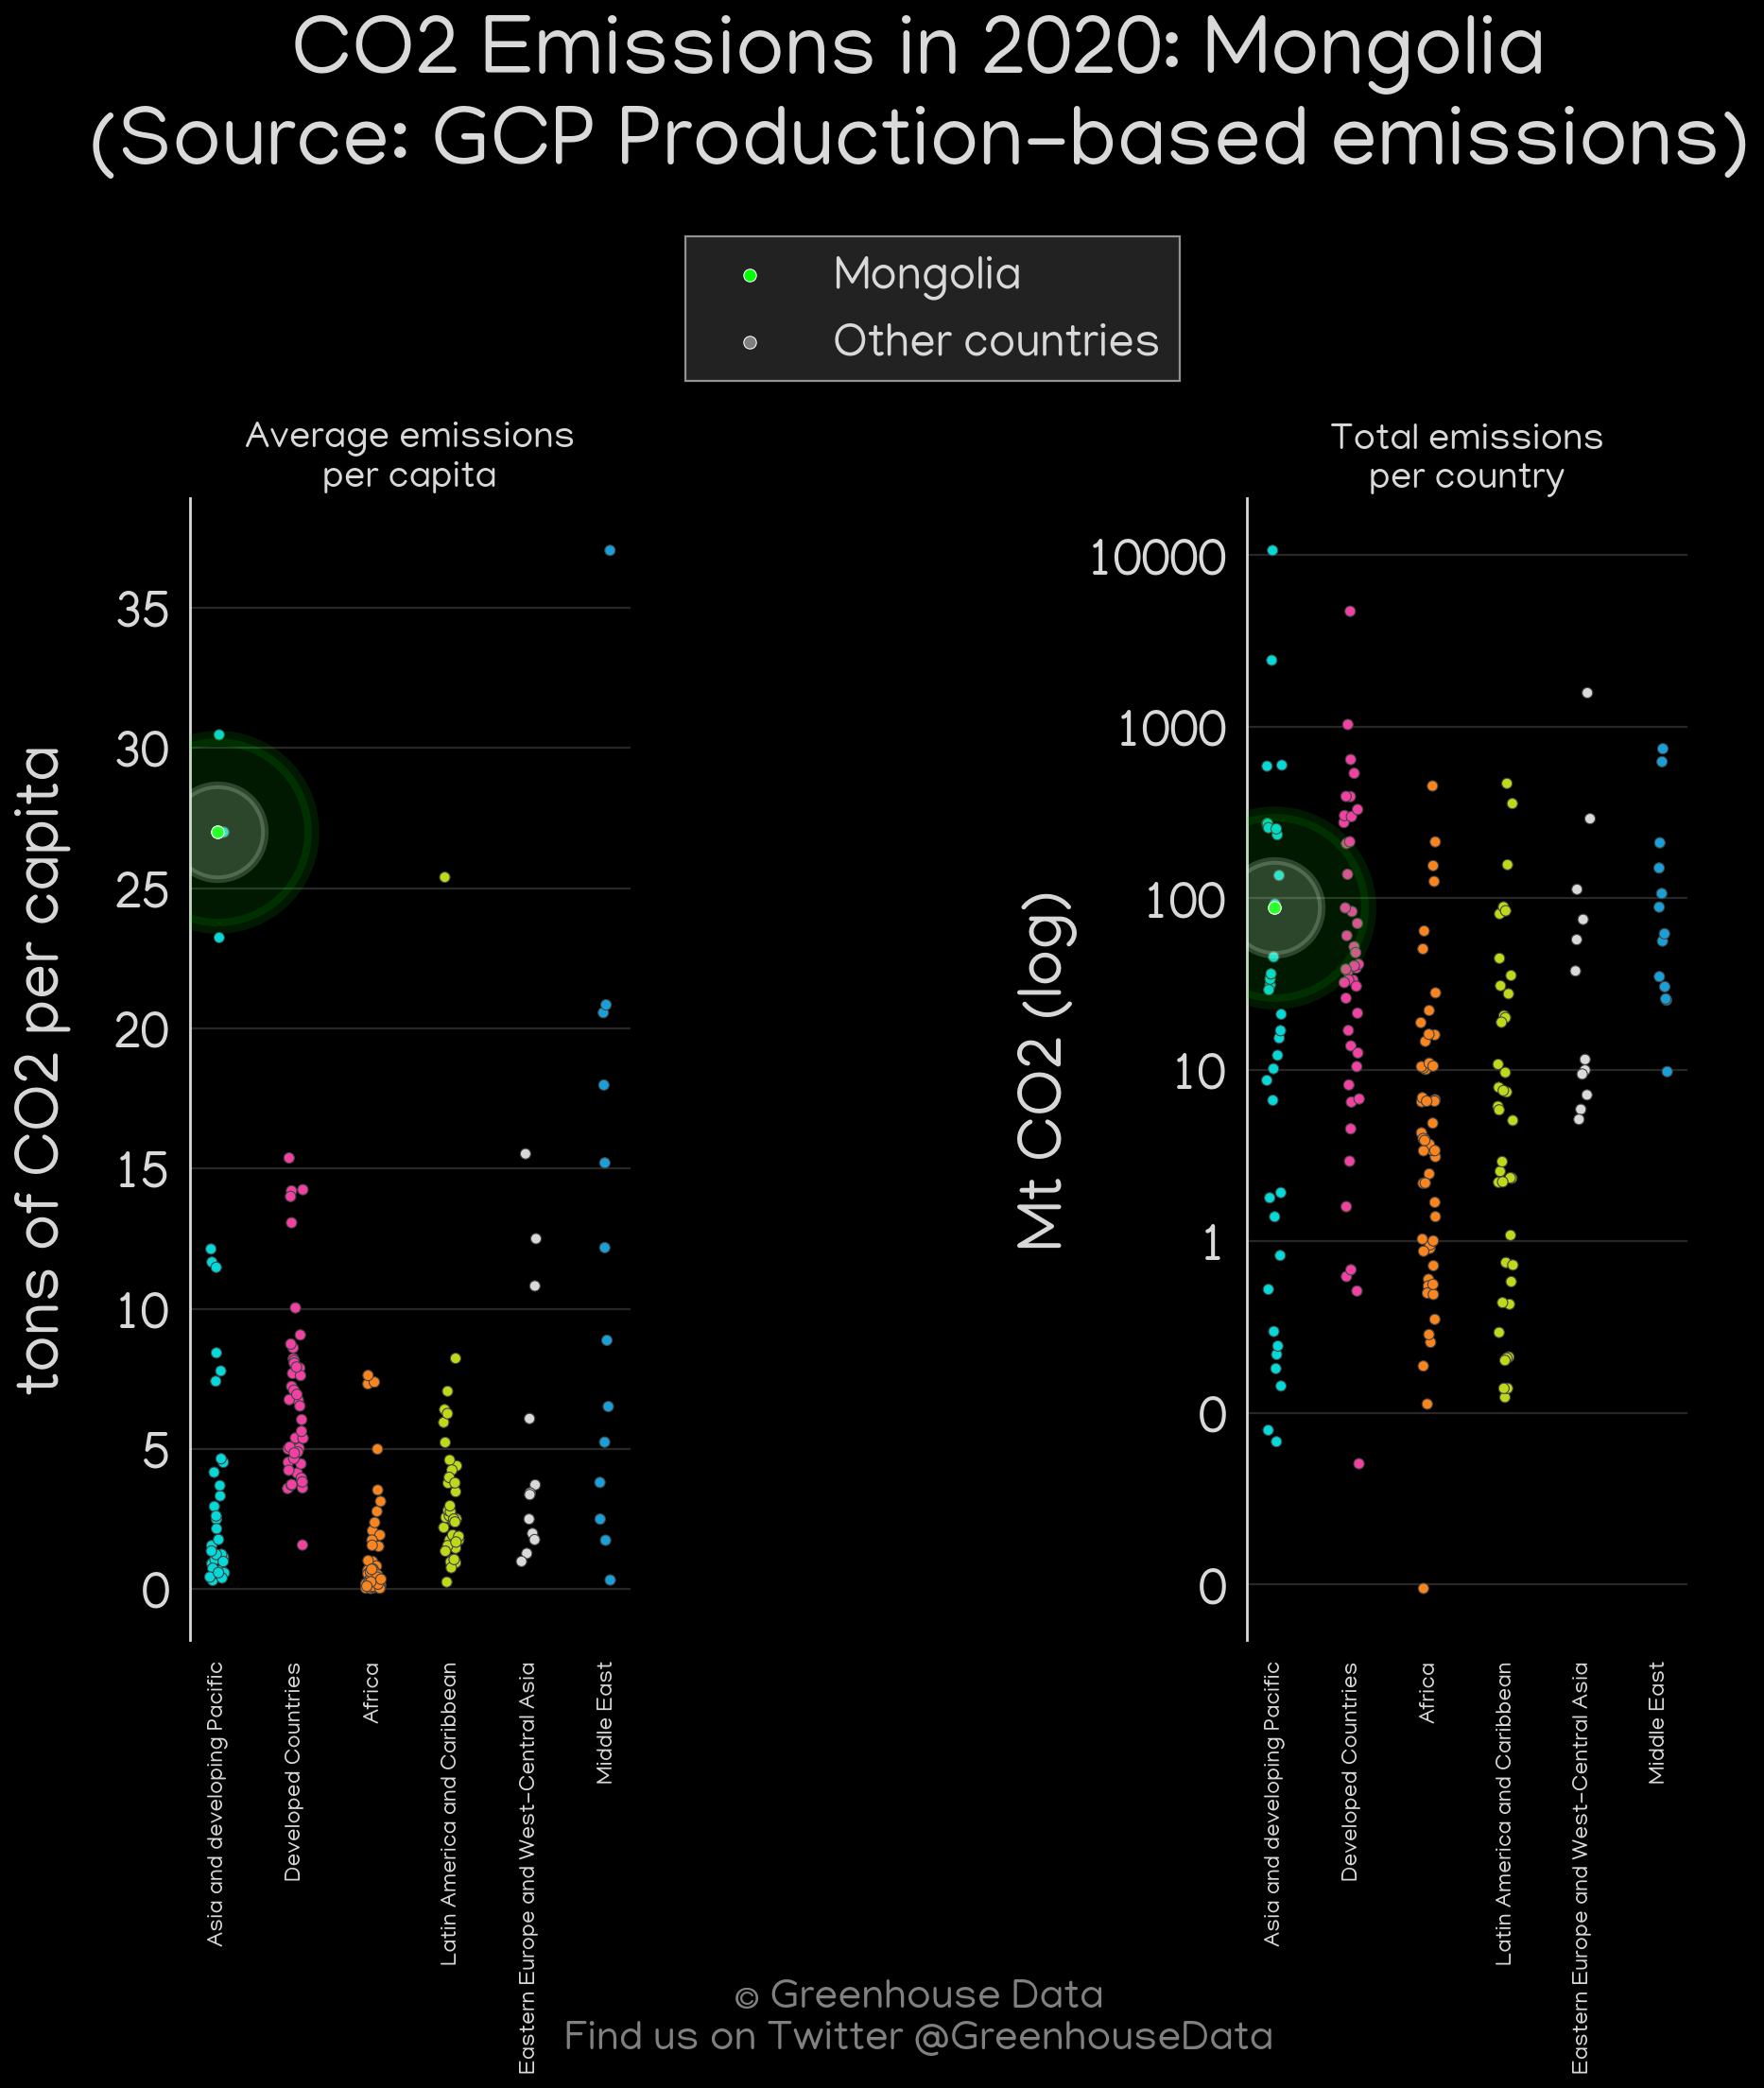 CO2 Emissions in 2020: Mongolia
(Source: GCP Production-based emissions)
Mongolia
Other countries
Average emissions
per capita
tons of CO2 per capita
35
30
25
20
15
10
5
0
Asia and developing Pacific
Developed Countries
Africa
Latin America and Caribbean
Eastern Europe and West-Central Asia
Middle East
Total emissions
per country
Mt CO2 (log)
10000
1000
100
10
1
0
0
Asia and developing Pacific
Developed Countries
Africa
Latin America and Caribbean
Eastern Europe and West-Central Asia
Middle East
© Greenhouse Data
Find us on Twitter @GreenhouseData